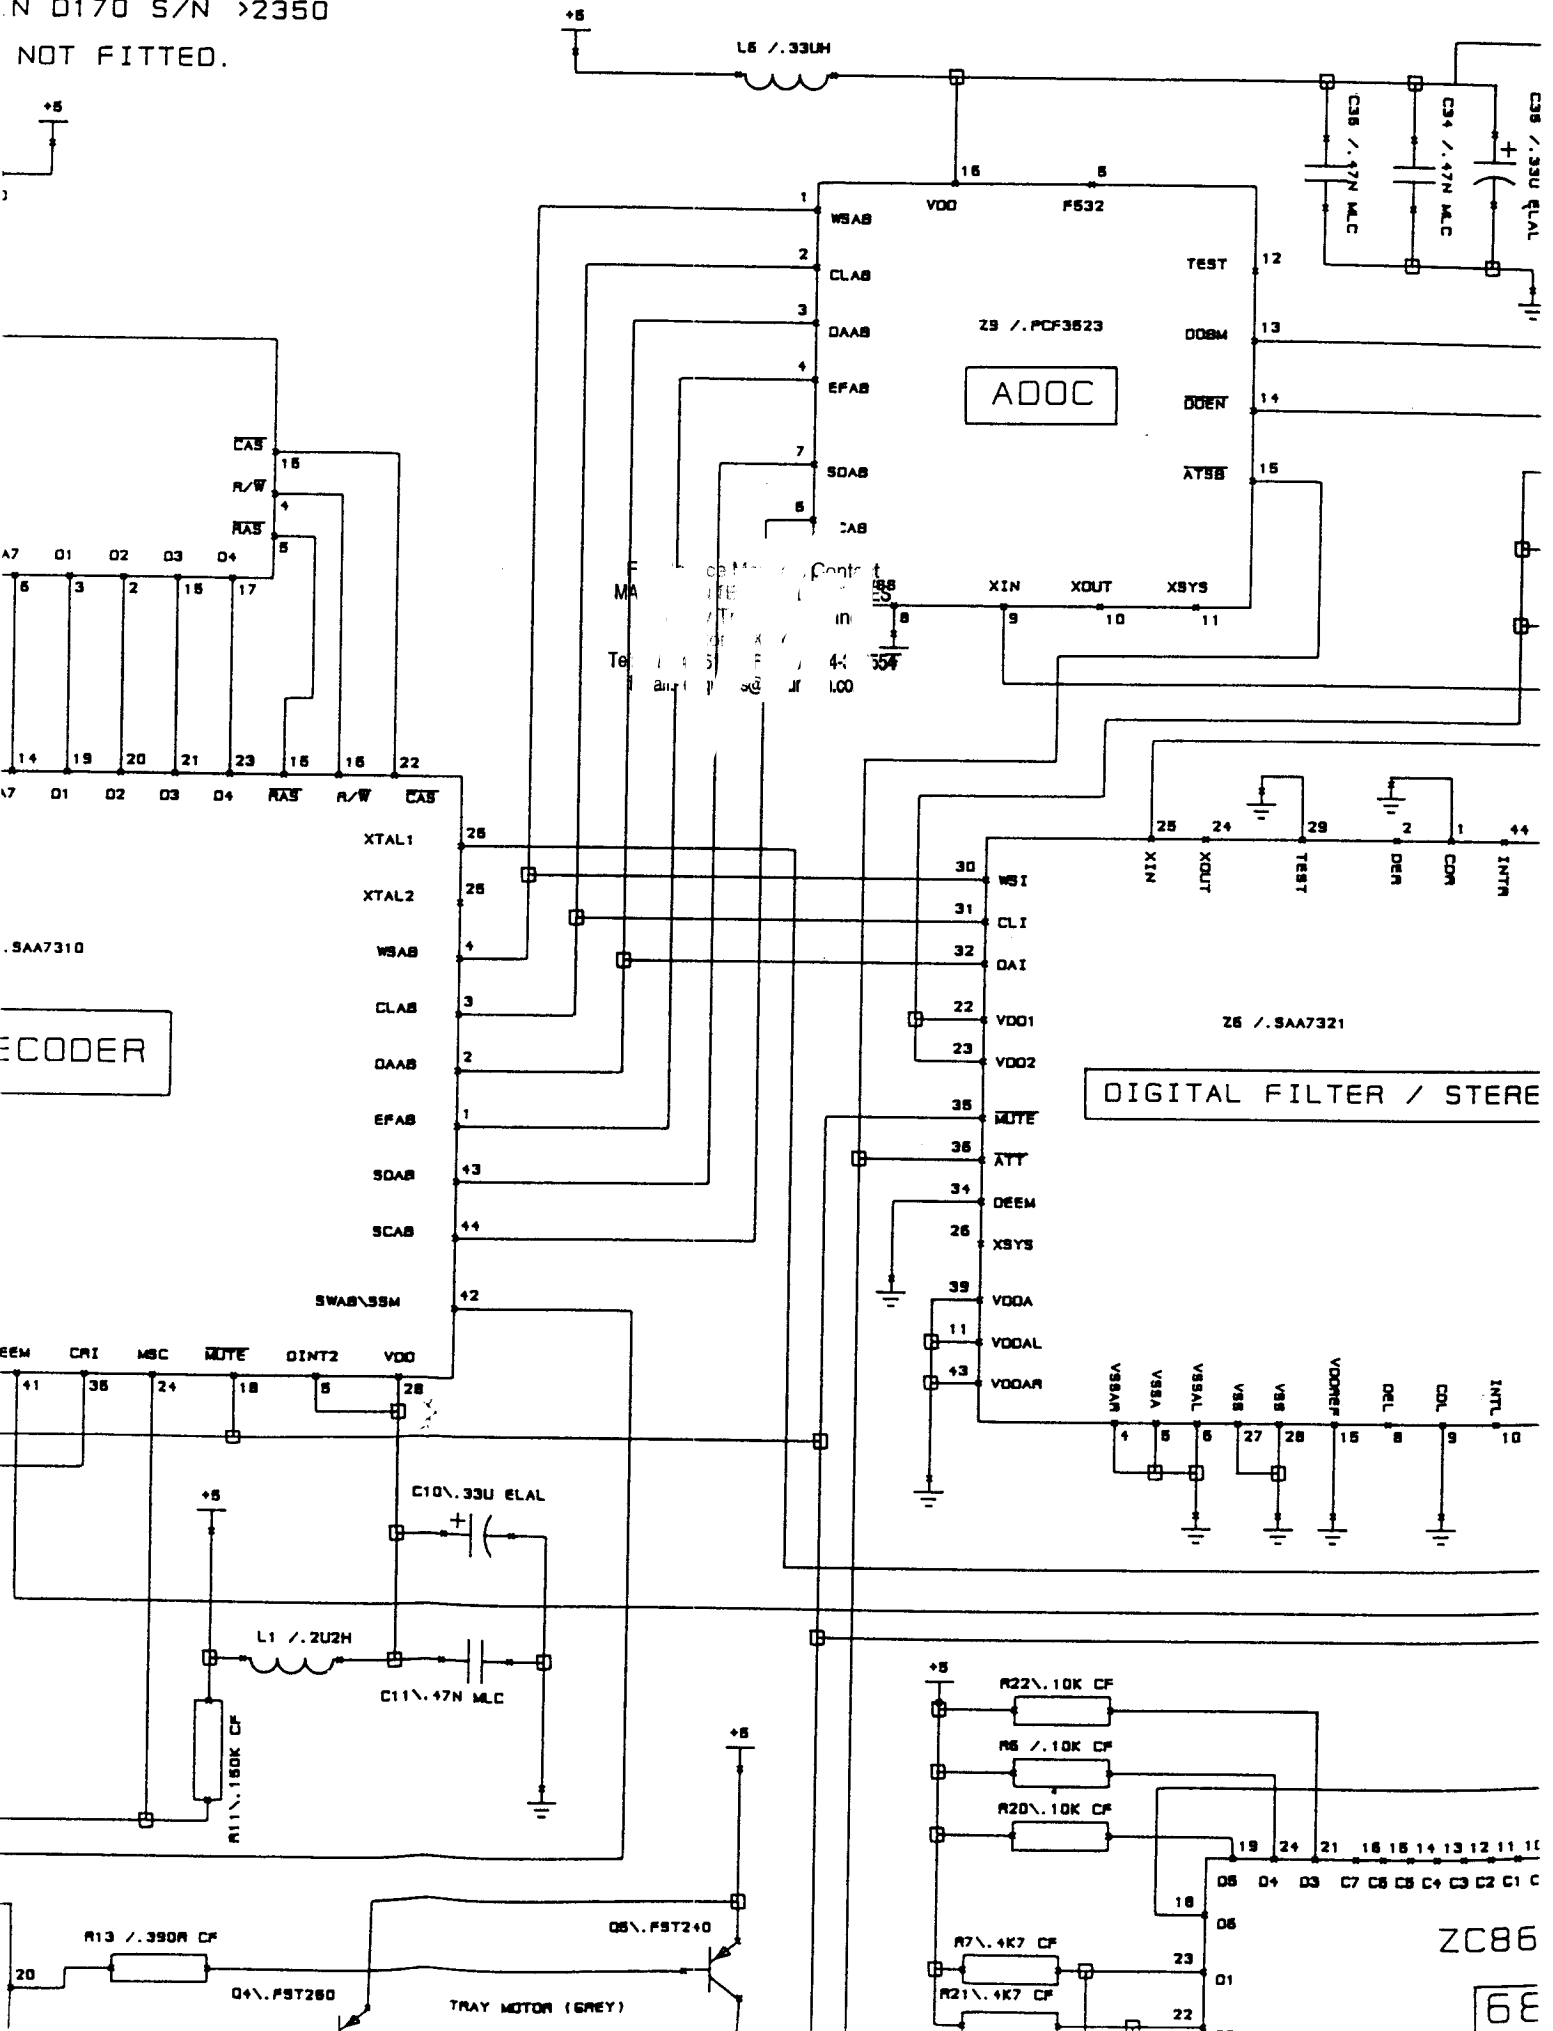 N D170 S/N >2350
NOT FITTED.
+5
+5
L6 /.33UH
C36 /.47N MLC
C34 /.47N MLC
C35 /.33U ELAL
+
1
2
3
4
7
6
WSAB
CLAB
DAAB
EFAB
SDAB
CAB
16
5
VDD
F532
Z9 /.PCF3523
ADOC
TEST
12
DOBM
13
DOEN
14
ATSB
15
XIN
XOUT
XSYS
8
9
10
11
Contact
MA
CAS
16
R/W
4
RAS
5
A7 D1 D2 D3 D4
6 3 2 15 17
14 19 20 21 23 15 16 22
A7 D1 D2 D3 D4 RAS R/W CAS
XTAL1
26
XTAL2
25
WSAB
4
CLAB
3
DAAB
2
EFAB
1
SDAB
43
SCAB
44
SWAB\SSM
42
.SAA7310
ECODER
EEM CRI MSC MUTE DINT2 VDD
41 35 24 18 5 28
25 24 29 2 1 44
XIN XOUT TEST DER CDR INTR
30
WSI
31
CLI
32
DAI
22
VDD1
23
VDD2
35
MUTE
36
ATT
34
DEEM
26
XSYS
39
VDDA
11
VDDAL
43
VDDAR
Z6 /.SAA7321
DIGITAL FILTER / STERE
VSSAR VSSA VSSAL VSS VSS VDDREF DEL CDL INTL
4 5 6 27 28 15 8 9 10
C10\.33U ELAL
+
+5
L1 /.2U2H
C11\.47N MLC
R11\.150K CF
+5
R22\.10K CF
R6 /.10K CF
R20\.10K CF
+5
19 24 21 16 15 14 13 12 11
D5 D4 D3 C7 C6 C5 C4 C3 C2 C1 C
18
D6
ZC86
R7\.4K7 CF
23
D1
R21\.4K7 CF
22
R13 /.390R CF
20
Q5\.FST240
Q4\.FST260
TRAY MOTOR (GREY)